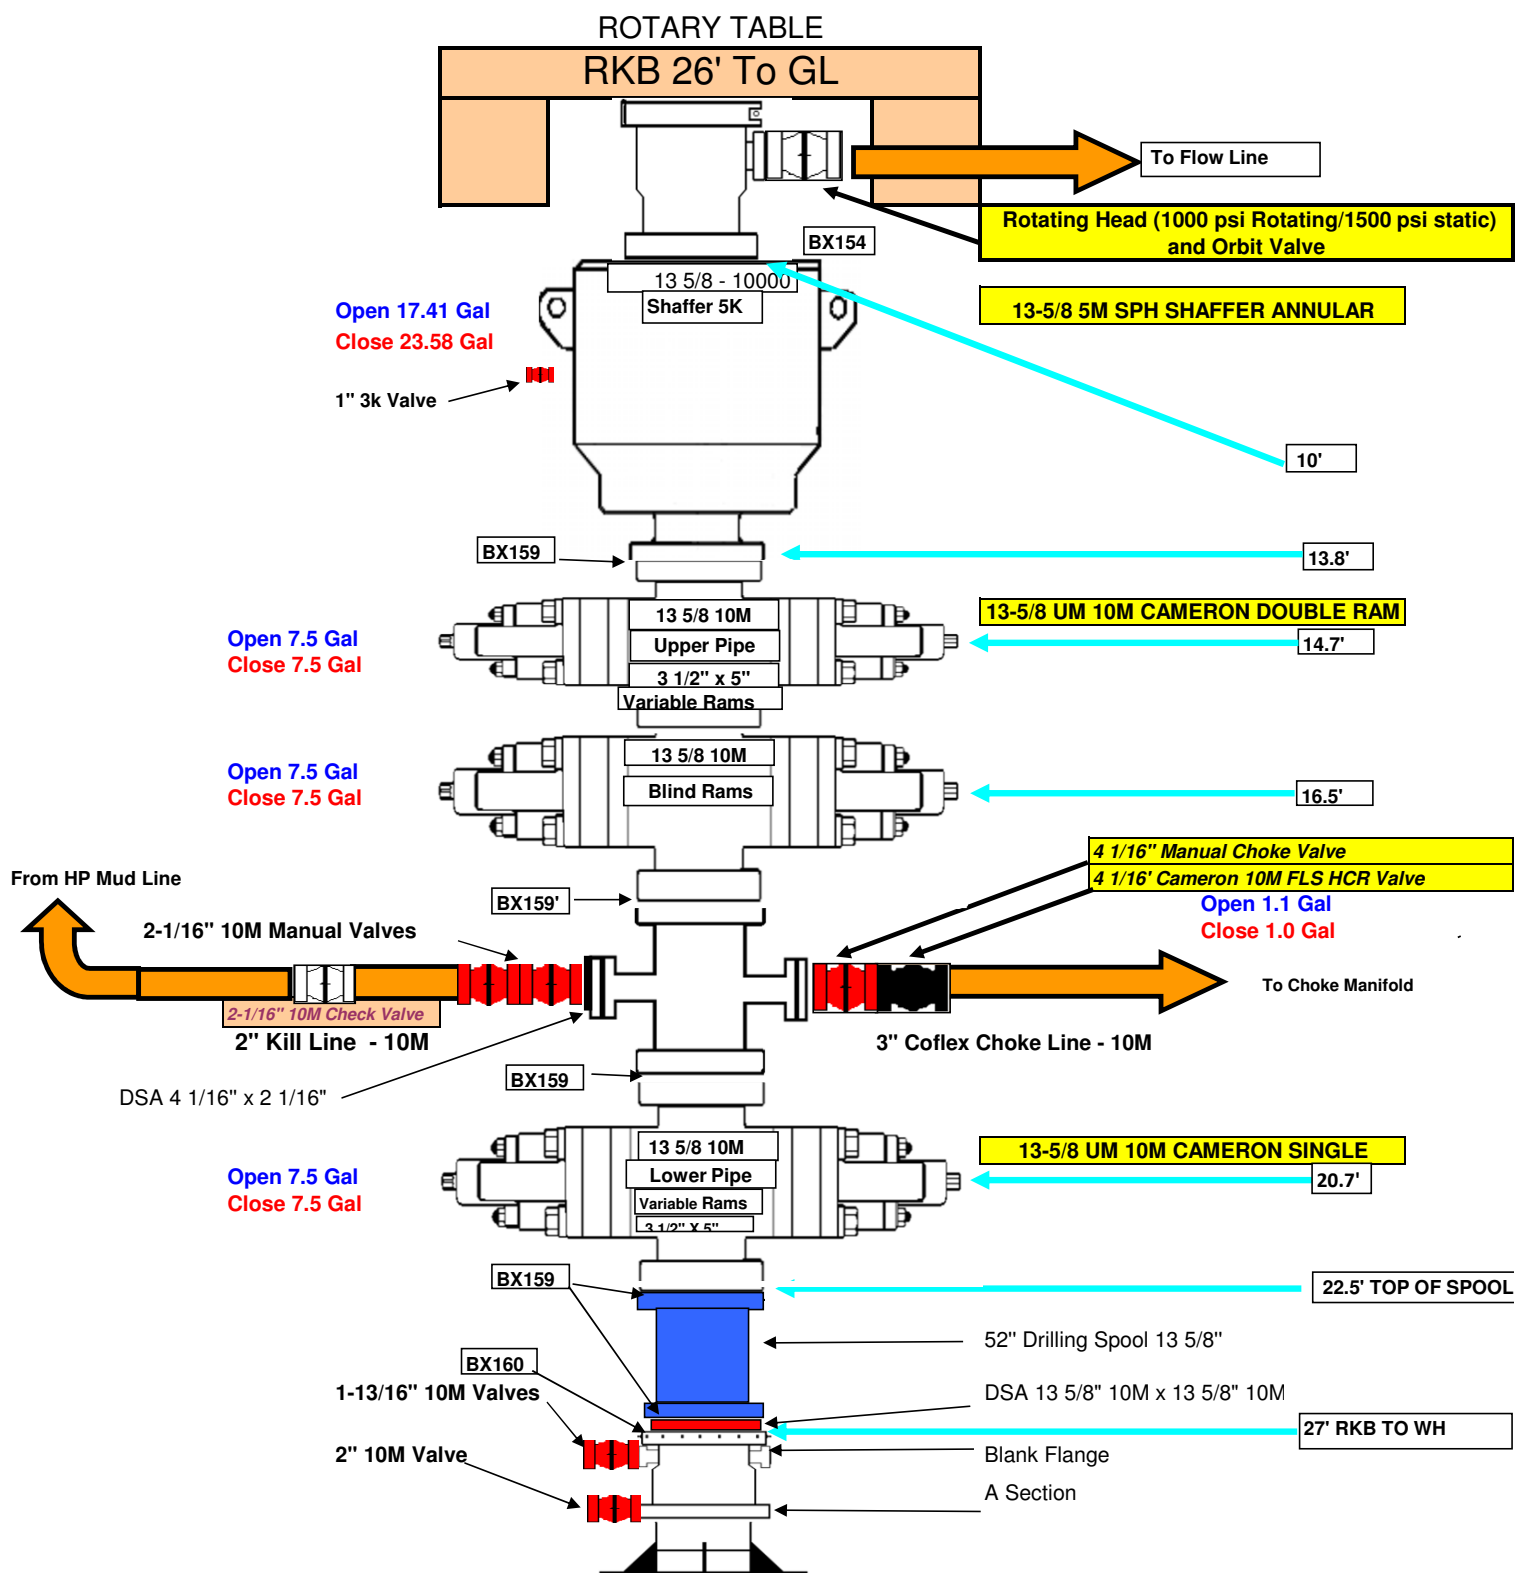 ROTARY TABLE
RKB 26' To GL
To Flow Line
Rotating Head (1000 psi Rotating/1500 psi static)
and Orbit Valve
BX154
13 5/8 - 10000
Shaffer 5K
Open 17.41 Gal
Close 23.58 Gal
13-5/8 5M SPH SHAFFER ANNULAR
1" 3k Valve
10'
BX159
13.8'
13-5/8 UM 10M CAMERON DOUBLE RAM
13 5/8 10M
Upper Pipe
3 1/2" x 5"
Variable Rams
Open 7.5 Gal
Close 7.5 Gal
14.7'
13 5/8 10M
Blind Rams
Open 7.5 Gal
Close 7.5 Gal
16.5'
4 1/16" Manual Choke Valve
4 1/16' Cameron 10M FLS HCR Valve
Open 1.1 Gal
Close 1.0 Gal
From HP Mud Line
BX159'
2-1/16" 10M Manual Valves
To Choke Manifold
2-1/16" 10M Check Valve
2" Kill Line - 10M
3" Coflex Choke Line - 10M
BX159
DSA 4 1/16" x 2 1/16"
13-5/8 UM 10M CAMERON SINGLE
13 5/8 10M
Lower Pipe
Variable Rams
3 1/2" X 5"
Open 7.5 Gal
Close 7.5 Gal
20.7'
BX159
22.5' TOP OF SPOOL
52" Drilling Spool 13 5/8"
BX160
1-13/16" 10M Valves
DSA 13 5/8" 10M x 13 5/8" 10M
27' RKB TO WH
2" 10M Valve
Blank Flange
A Section